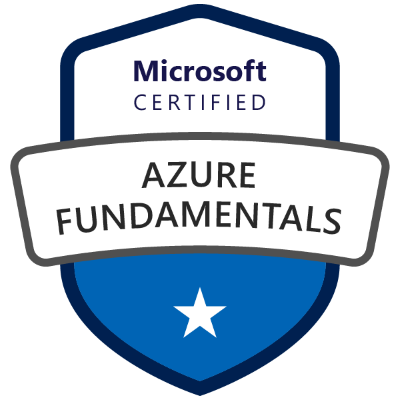 Microsoft
CERTIFIED
AZURE
FUNDAMENTALS